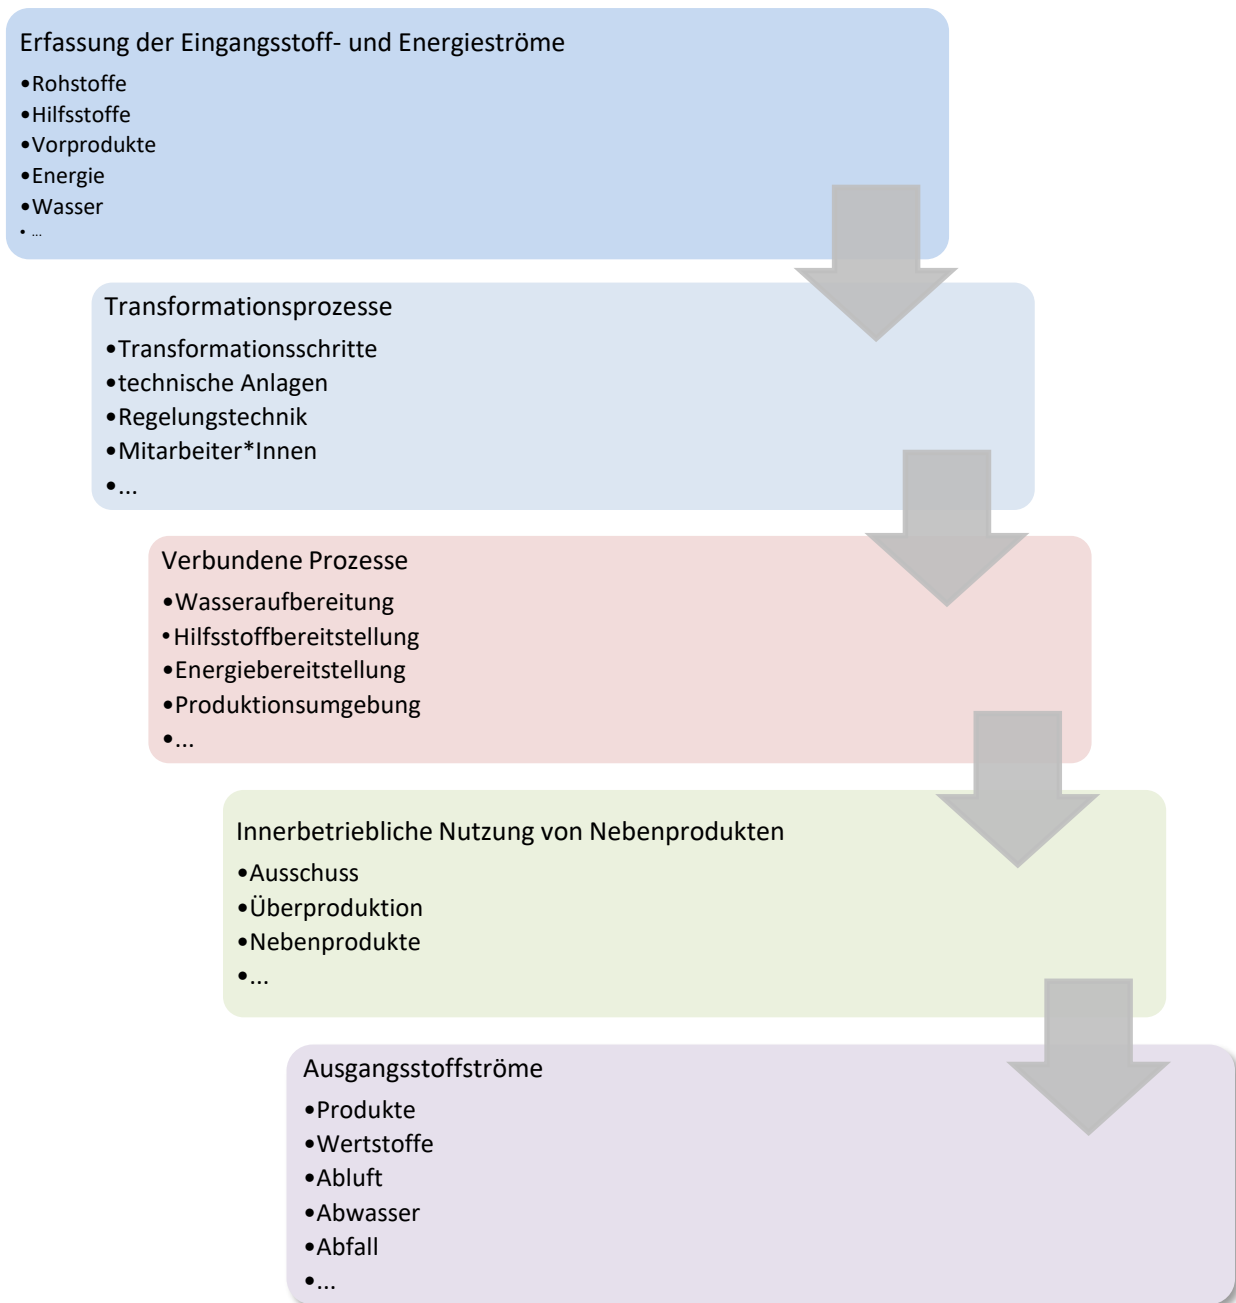 Erfassung der Eingangsstoff- und Energieströme
•Rohstoffe
•Hilfsstoffe
•Vorprodukte
•Energie
•Wasser
• ...
Transformationsprozesse
•Transformationsschritte
•technische Anlagen
•Regelungstechnik
•Mitarbeiter*Innen
•...
Verbundene Prozesse
•Wasseraufbereitung
•Hilfsstoffbereitstellung
•Energiebereitstellung
•Produktionsumgebung
•...
Innerbetriebliche Nutzung von Nebenprodukten
•Ausschuss
•Überproduktion
•Nebenprodukte
•...
Ausgangsstoffströme
•Produkte
•Wertstoffe
•Abluft
•Abwasser
•Abfall
•...